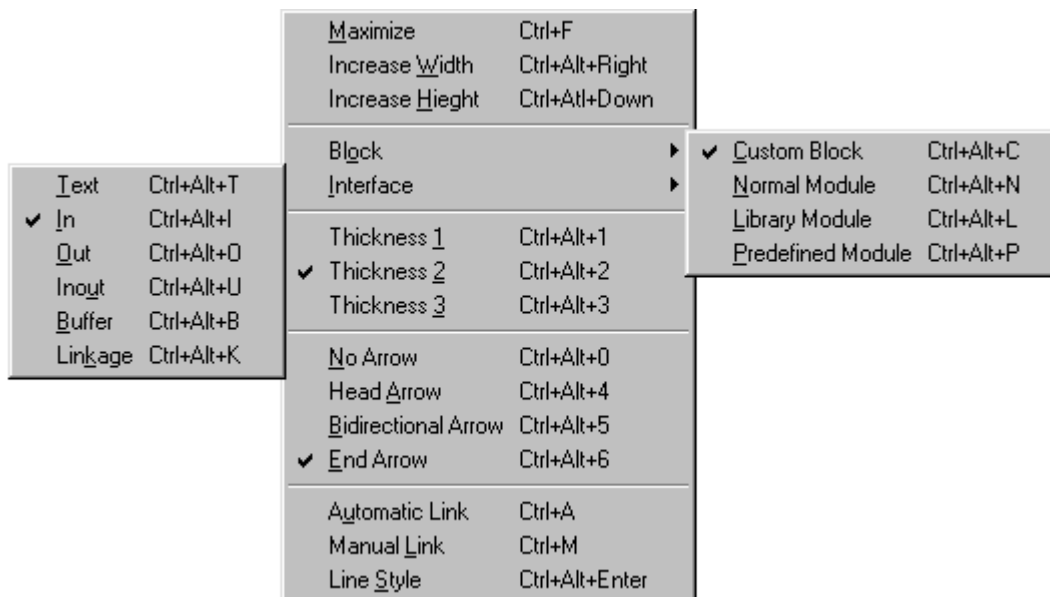 Maximize Ctrl+F
Increase Width Ctrl+Alt+Right
Increase Hieght Ctrl+Atl+Down
Block
Interface
Thickness 1 Ctrl+Alt+1
Thickness 2 Ctrl+Alt+2
Thickness 3 Ctrl+Alt+3
No Arrow Ctrl+Alt+0
Head Arrow Ctrl+Alt+4
Bidirectional Arrow Ctrl+Alt+5
End Arrow Ctrl+Alt+6
Automatic Link Ctrl+A
Manual Link Ctrl+M
Line Style Ctrl+Alt+Enter
Custom Block Ctrl+Alt+C
Normal Module Ctrl+Alt+N
Library Module Ctrl+Alt+L
Predefined Module Ctrl+Alt+P
Text Ctrl+Alt+T
In Ctrl+Alt+I
Out Ctrl+Alt+O
Inout Ctrl+Alt+U
Buffer Ctrl+Alt+B
Linkage Ctrl+Alt+K